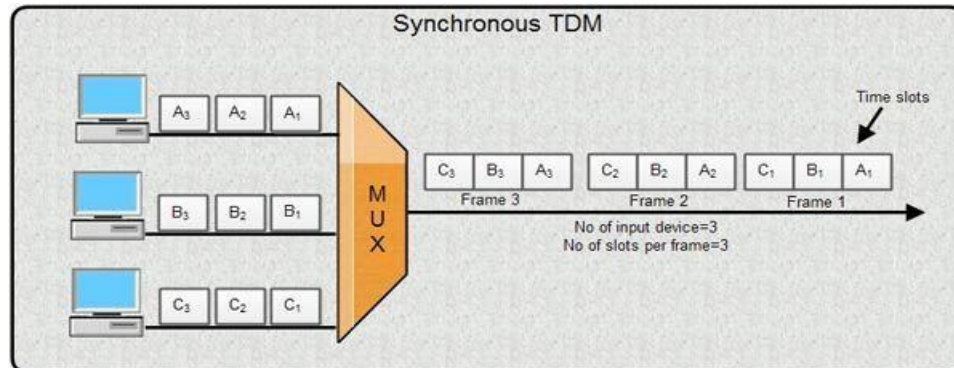 Synchronous TDM
Time slots
A₃ A₂ A₁
C₃ B₃ A₃ C₂ B₂ A₂ C₁ B₁ A₁
Frame 3 Frame 2 Frame 1
B₃ B₂ B₁
MUX
No of input device=3
No of slots per frame=3
C₃ C₂ C₁